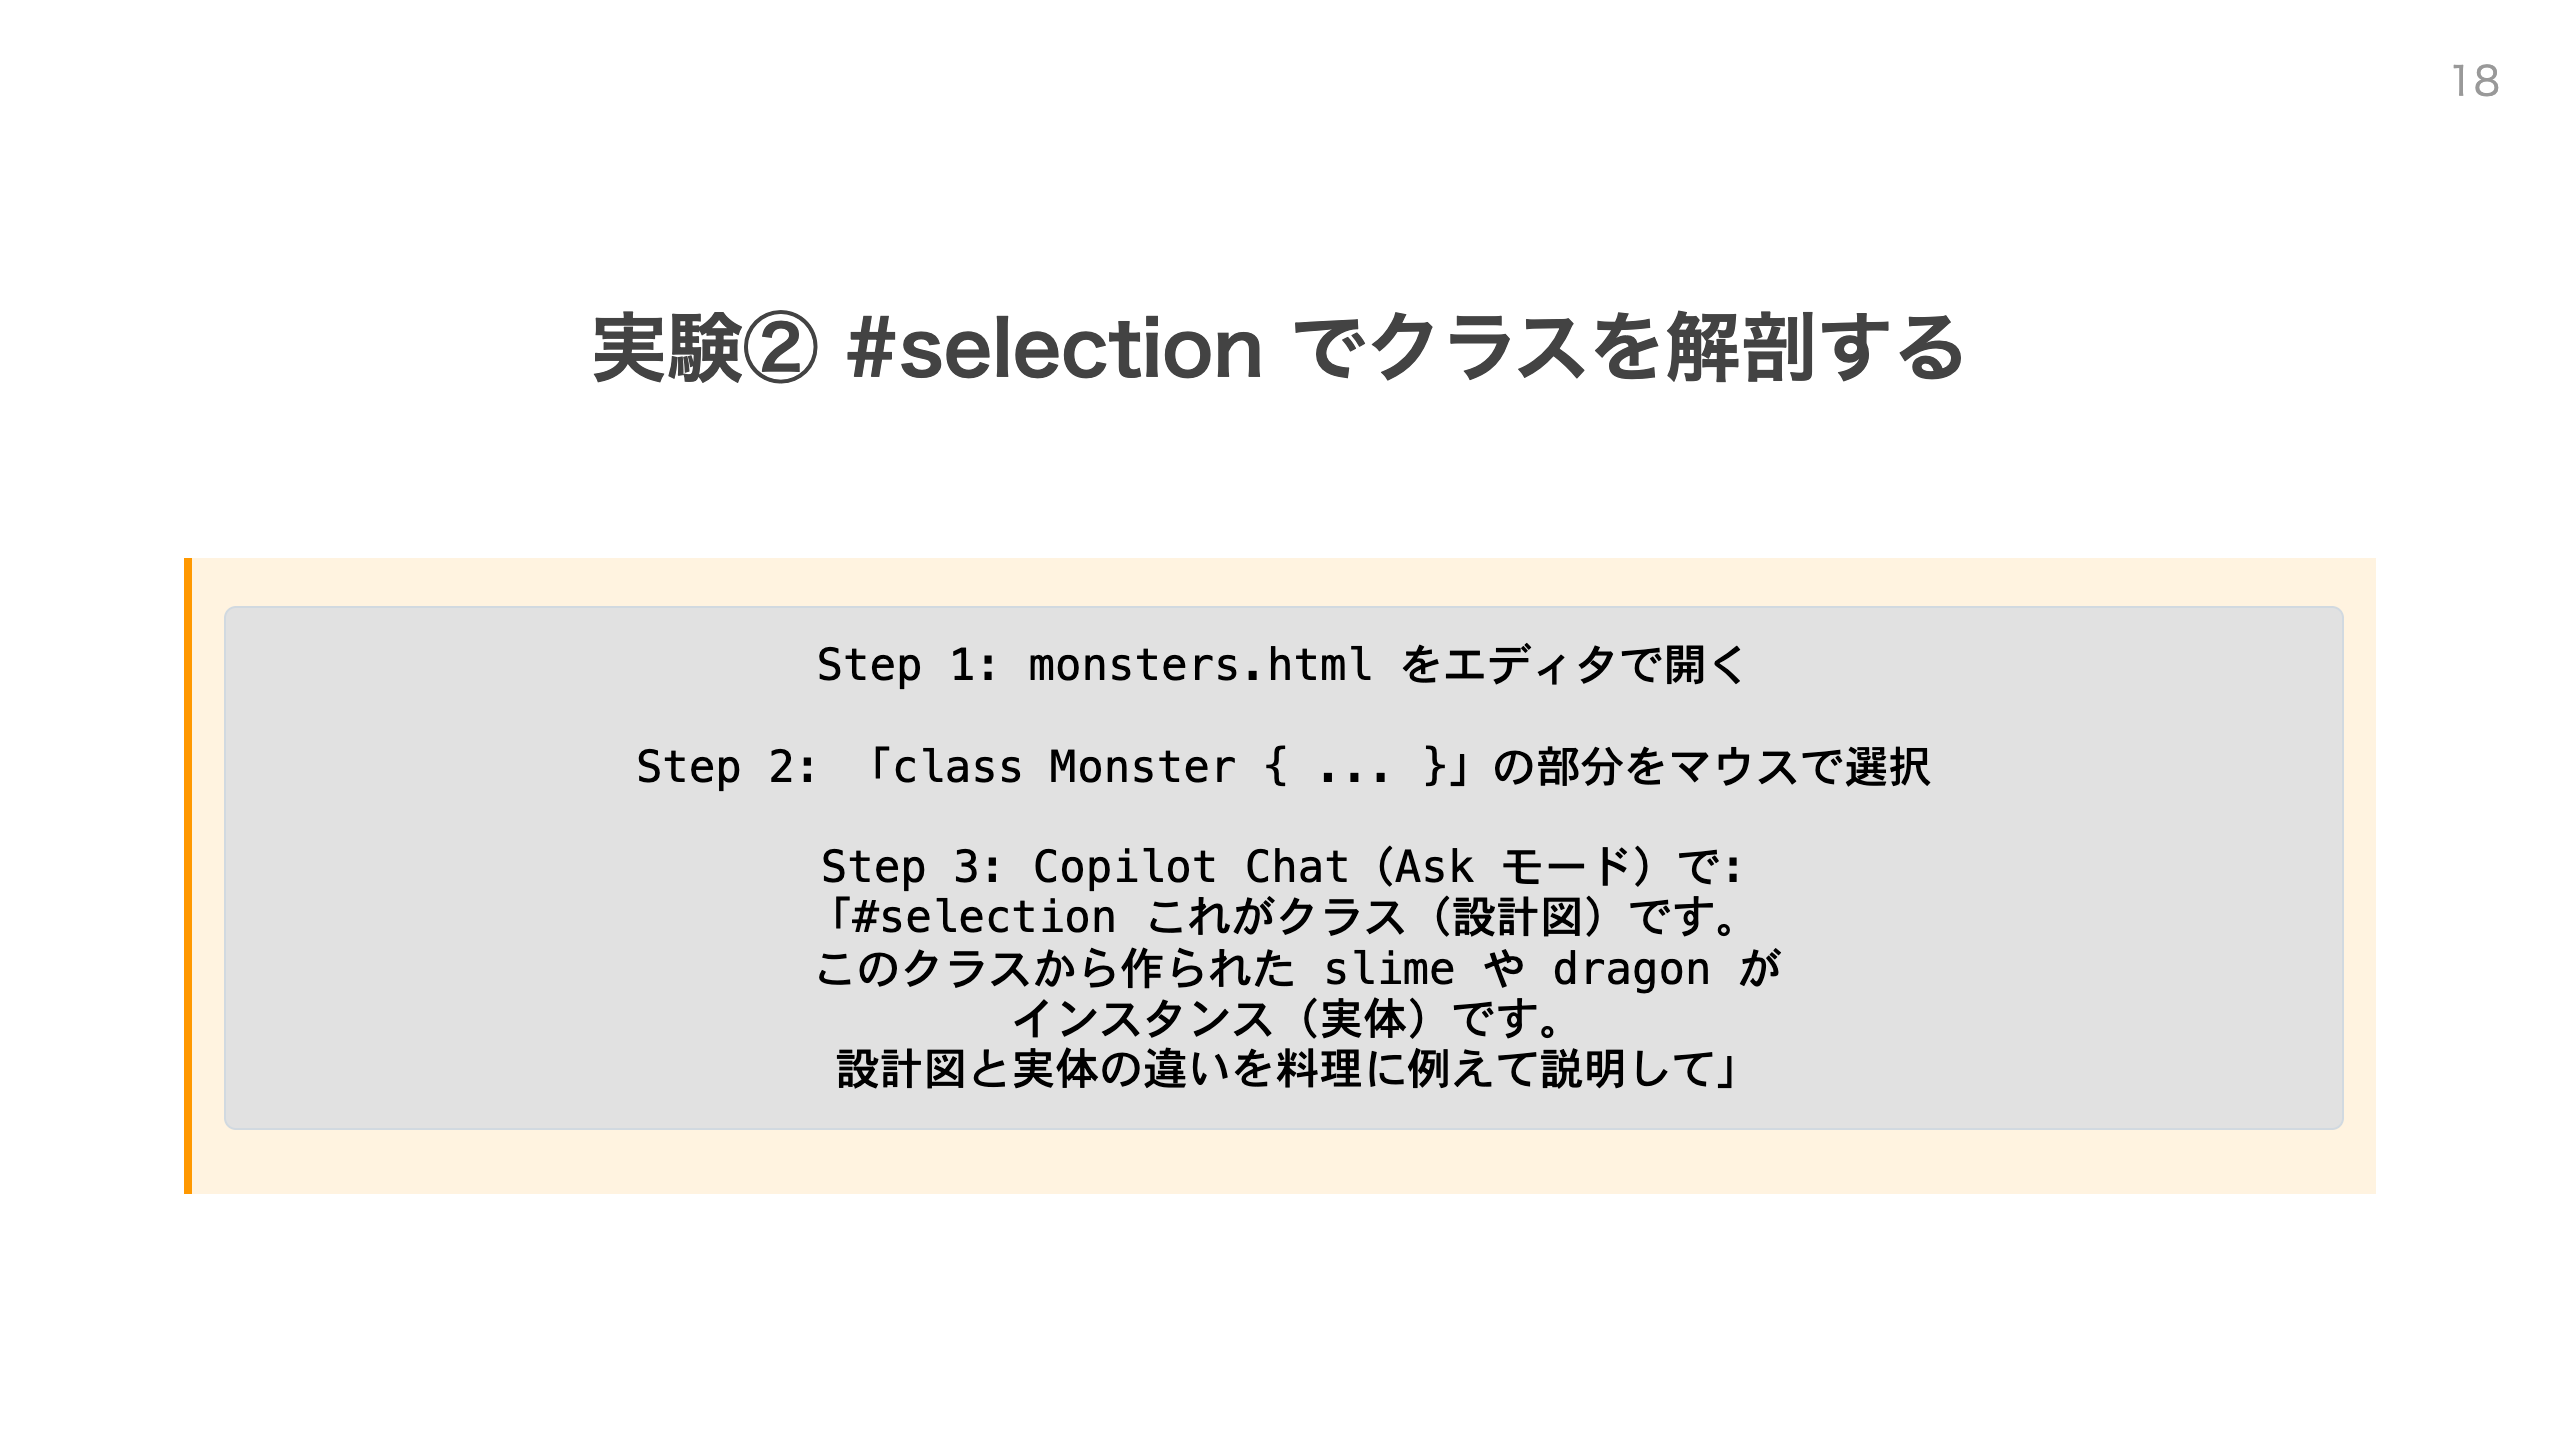 18
実験② #selection でクラスを解剖する
Step 1: monsters.html をエディタで開く
Step 2: 「class Monster { ... }」の部分をマウスで選択
Step 3: Copilot Chat（Ask モード）で:
「#selection これがクラス（設計図）です。
このクラスから作られた slime や dragon が
インスタンス（実体）です。
設計図と実体の違いを料理に例えて説明して」